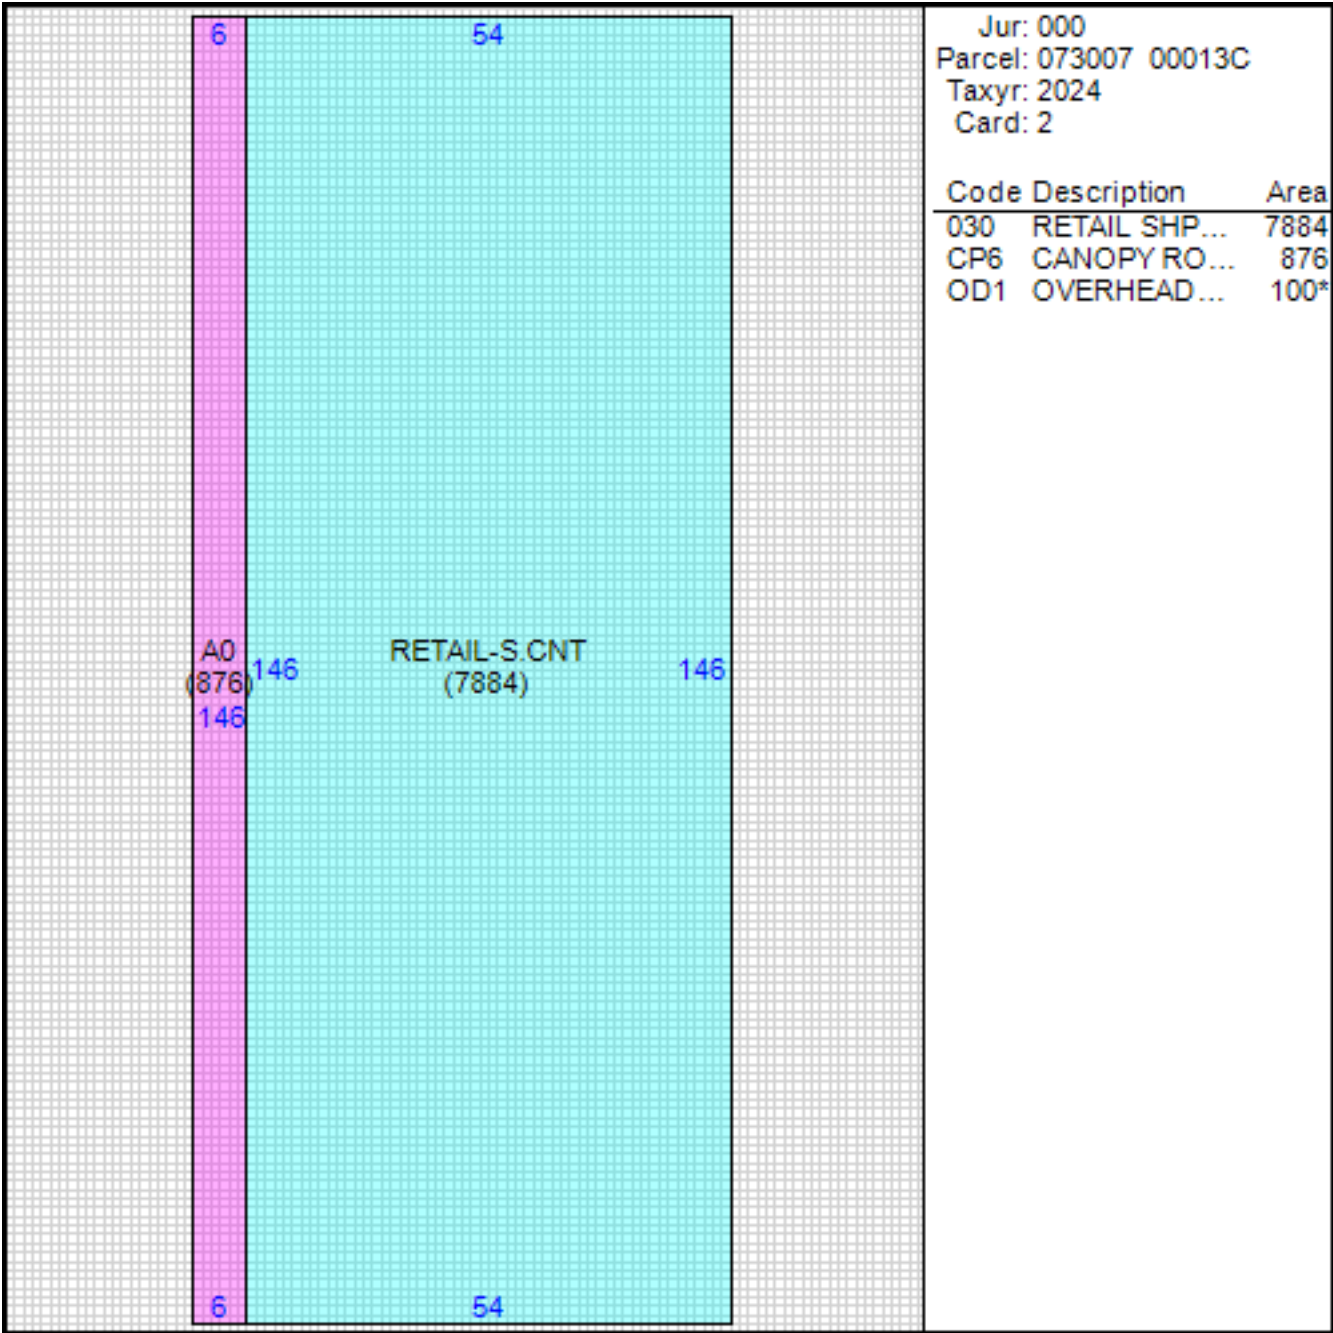 6 54
A0 RETAIL-S.CNT
(876) 146 (7884) 146
146
6 54
Jur: 000
Parcel: 073007 00013C
Taxyr: 2024
Card: 2
Code Description Area
030 RETAIL SHP... 7884
CP6 CANOPY RO... 876
OD1 OVERHEAD... 100*